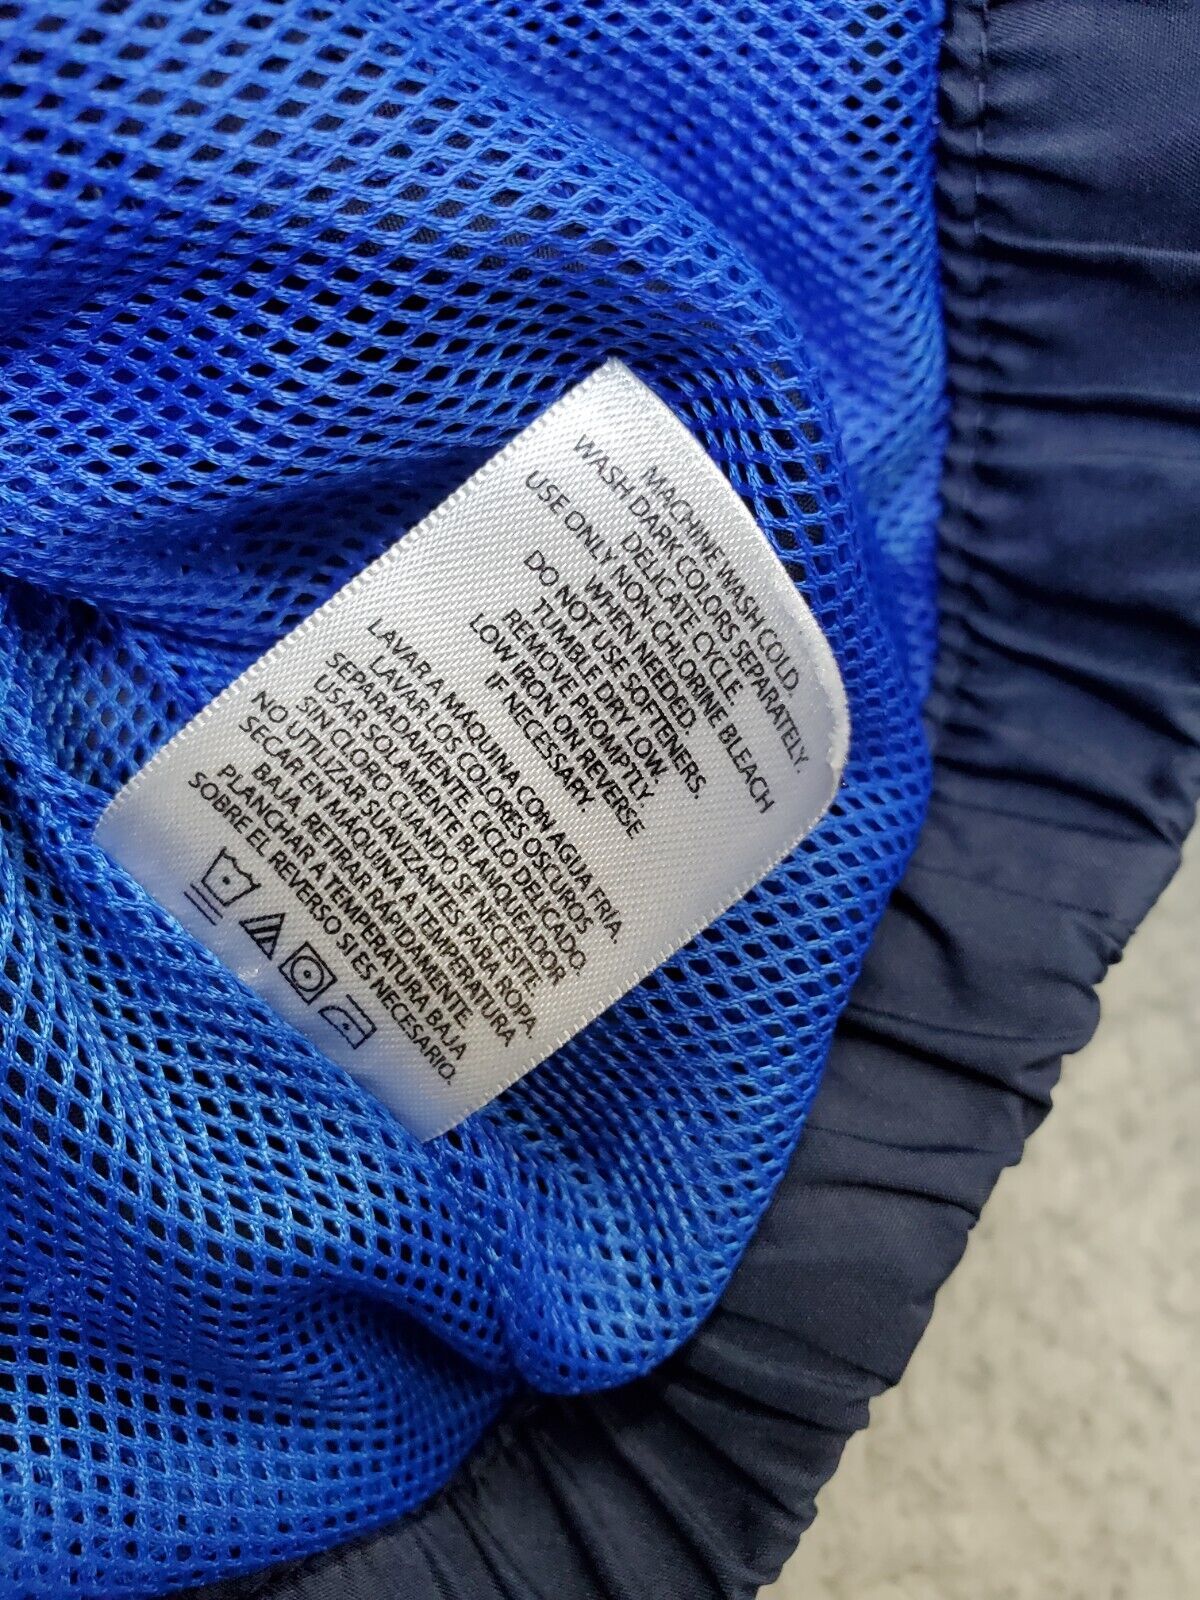 MACHINE WASH COLD.
WASH DARK COLORS SEPARATELY.
DELICATE CYCLE.
USE ONLY NON-CHLORINE BLEACH
WHEN NEEDED.
DO NOT USE SOFTENERS.
TUMBLE DRY LOW.
REMOVE PROMPTLY.
LOW IRON ON REVERSE
IF NECESSARY.
LAVAR A MÁQUINA CON AGUA FRÍA.
LAVAR LOS COLORES OSCUROS
SEPARADAMENTE CICLO DELICADO.
USAR SOLAMENTE BLANQUEADOR
SIN CLORO CUANDO SE NECESITE.
NO UTILIZAR SUAVIZANTES PARA ROPA.
SECAR EN MÁQUINA A TEMPERATURA
BAJA. RETIRAR RÁPIDAMENTE.
PLANCHAR A TEMPERATURA BAJA
SOBRE EL REVERSO SI ES NECESARIO.